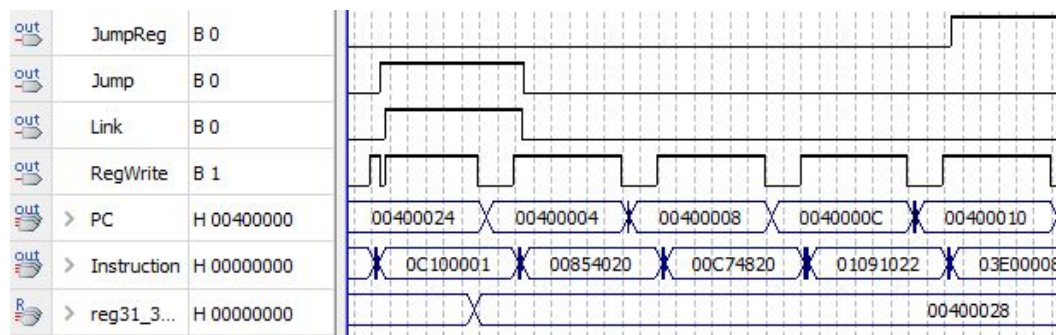 out JumpReg B 0
out Jump B 0
out Link B 0
out RegWrite B 1
out > PC H 00400000 00400024 00400004 00400008 0040000C 00400010
out > Instruction H 00000000 0C100001 00854020 00C74820 01091022 03E00008
R > reg31_3... H 00000000 00400028